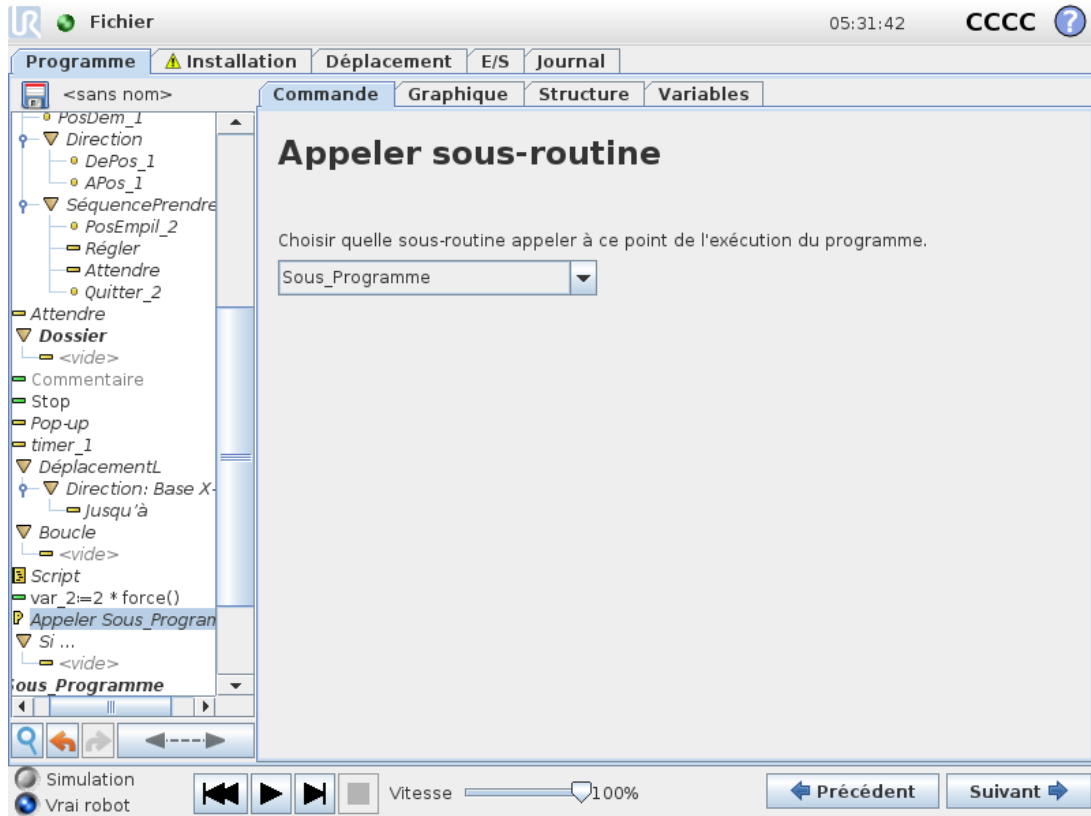 UR Fichier 05:31:42 CCCC ?
Programme Installation Déplacement E/S Journal
<sans nom>
Commande Graphique Structure Variables
PosDem_1
Direction
DePos_1
APos_1
SéquencePrendre
PosEmpil_2
Régler
Attendre
Quitter_2
Attendre
Dossier
<vide>
Commentaire
Stop
Pop-up
timer_1
DéplacementL
Direction: Base X-
Jusqu'à
Boucle
<vide>
Script
var_2:=2 * force()
Appeler Sous_Program
Si ...
<vide>
Sous_Programme
Appeler sous-routine
Choisir quelle sous-routine appeler à ce point de l'exécution du programme.
Sous_Programme
Simulation
Vrai robot
Vitesse 100%
Précédent Suivant